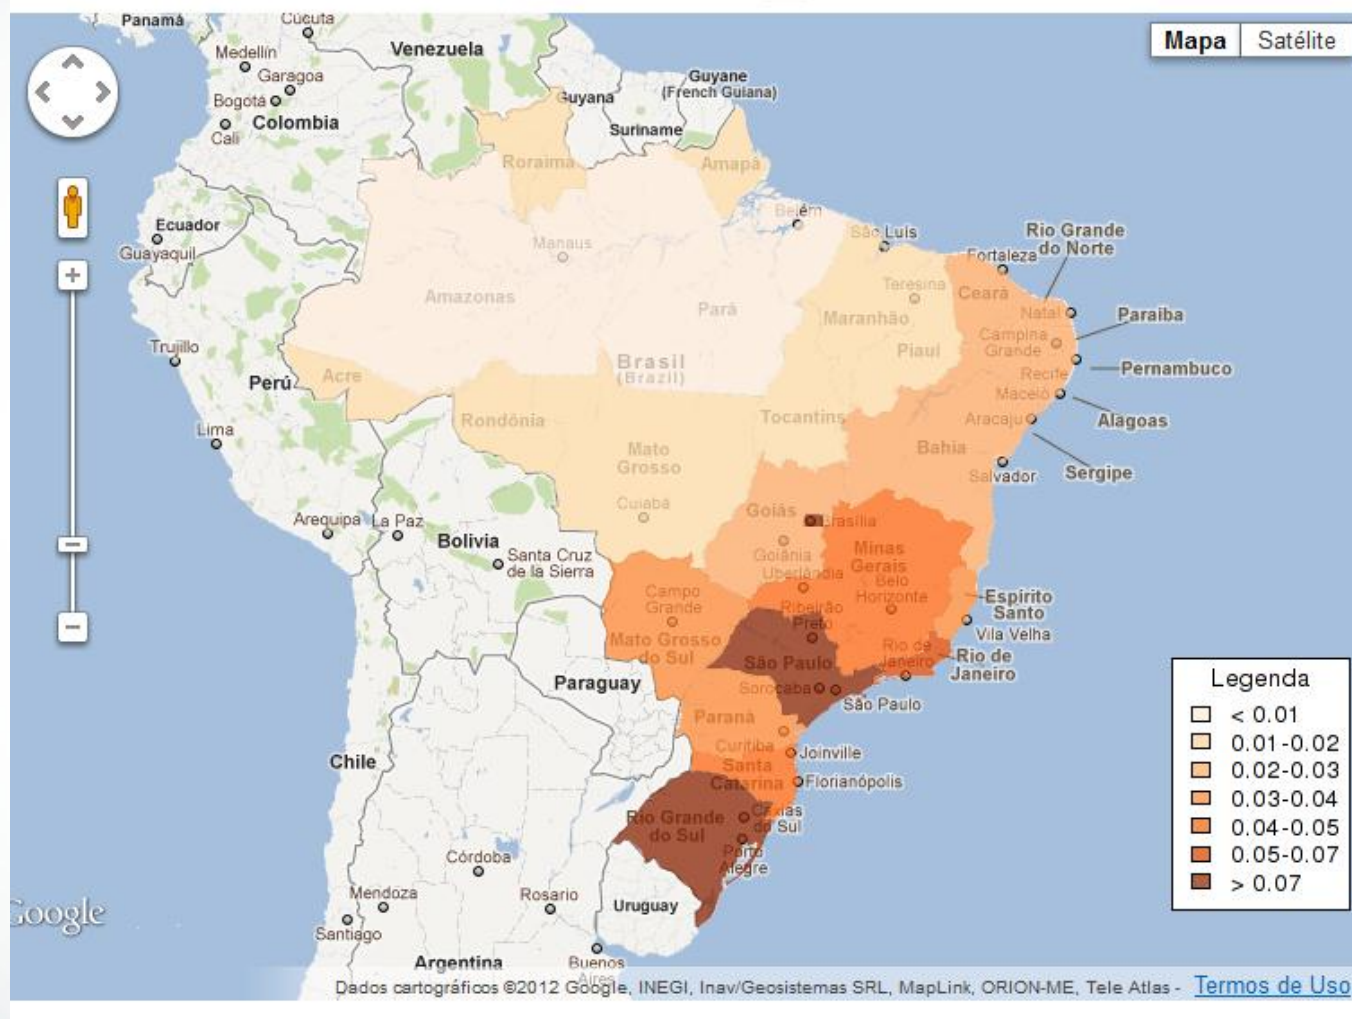 Panamá
Cúcuta
Venezuela
Medellín
Garagoa
Bogotá
Colombia
Cali
Guyana
Guyane
(French Guiana)
Suriname
Mapa
Satélite
Roraima
Amapá
Ecuador
Guayaquil
Belém
São Luís
Manaus
Fortaleza
Rio Grande
do Norte
Teresina
Ceará
Amazonas
Pará
Maranhão
Natal
Paraíba
Campina
Grande
Trujillo
Perú
Acre
Brasil
(Brazil)
Piauí
Recife
Pernambuco
Maceió
Lima
Rondônia
Tocantins
Aracaju
Alagoas
Mato
Grosso
Bahia
Salvador
Sergipe
Cuiabá
Arequipa
La Paz
Goiás
Brasília
Bolivia
Santa Cruz
de la Sierra
Goiânia
Minas
Gerais
Uberlândia
Belo
Horizonte
Espírito
Santo
Campo
Grande
Ribeirão
Preto
Vila Velha
Mato Grosso
do Sul
São Paulo
Rio de
Janeiro
Rio de
Janeiro
Paraguay
Sorocaba
São Paulo
Paraná
Curitiba
Joinville
Chile
Santa
Catarina
Florianópolis
Rio Grande
do Sul
Caxias
do Sul
Porto
Alegre
Córdoba
Mendoza
Rosario
Uruguay
Santiago
Argentina
Buenos
Aires
Legenda
< 0.01
0.01-0.02
0.02-0.03
0.03-0.04
0.04-0.05
0.05-0.07
> 0.07
Google
Dados cartográficos ©2012 Google, INEGI, Inav/Geosistemas SRL, MapLink, ORION-ME, Tele Atlas - Termos de Uso